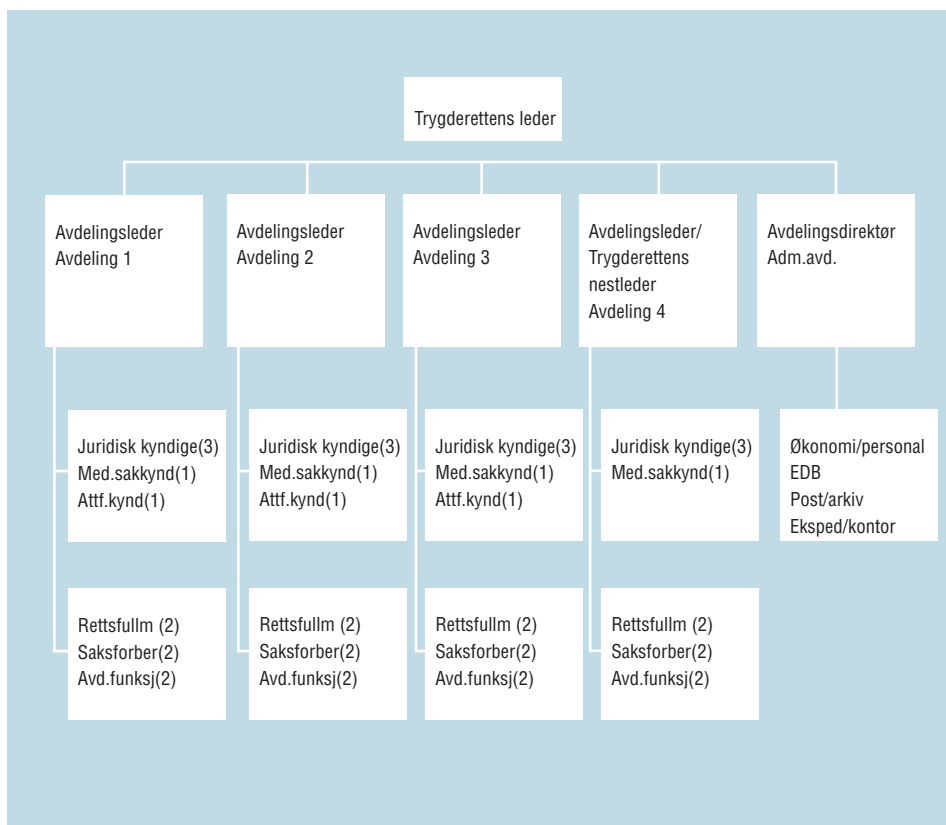 Trygderettens leder
Avdelingsleder
Avdeling 1
Avdelingsleder
Avdeling 2
Avdelingsleder
Avdeling 3
Avdelingsleder/
Trygderettens
nestleder
Avdeling 4
Avdelingsdirektør
Adm.avd.
Juridisk kyndige(3)
Med.sakkynd(1)
Attf.kynd(1)
Juridisk kyndige(3)
Med.sakkynd(1)
Attf.kynd(1)
Juridisk kyndige(3)
Med.sakkynd(1)
Attf.kynd(1)
Juridisk kyndige(3)
Med.sakkynd(1)
Økonomi/personal
EDB
Post/arkiv
Eksped/kontor
Rettsfullm (2)
Saksforber(2)
Avd.funksj(2)
Rettsfullm (2)
Saksforber(2)
Avd.funksj(2)
Rettsfullm (2)
Saksforber(2)
Avd.funksj(2)
Rettsfullm (2)
Saksforber(2)
Avd.funksj(2)